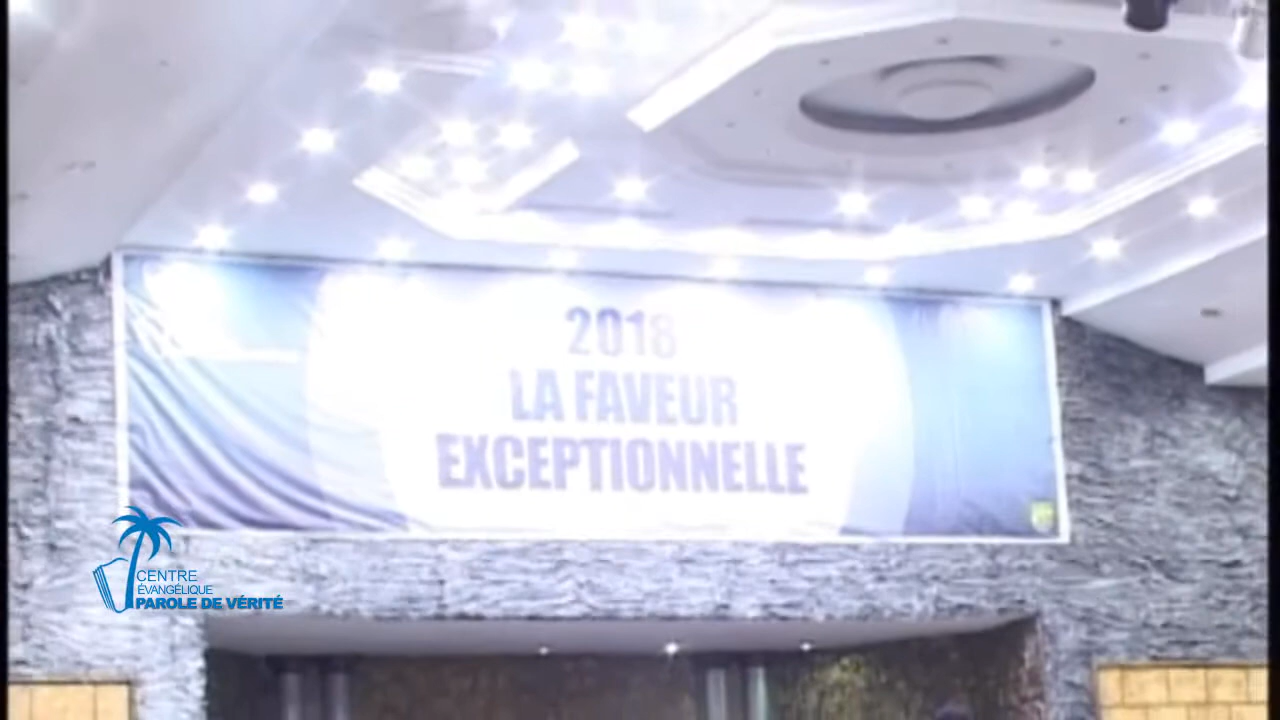 2018
LA FAVEUR
EXCEPTIONNELLE
CENTRE
ÉVANGÉLIQUE
PAROLE DE VÉRITÉ